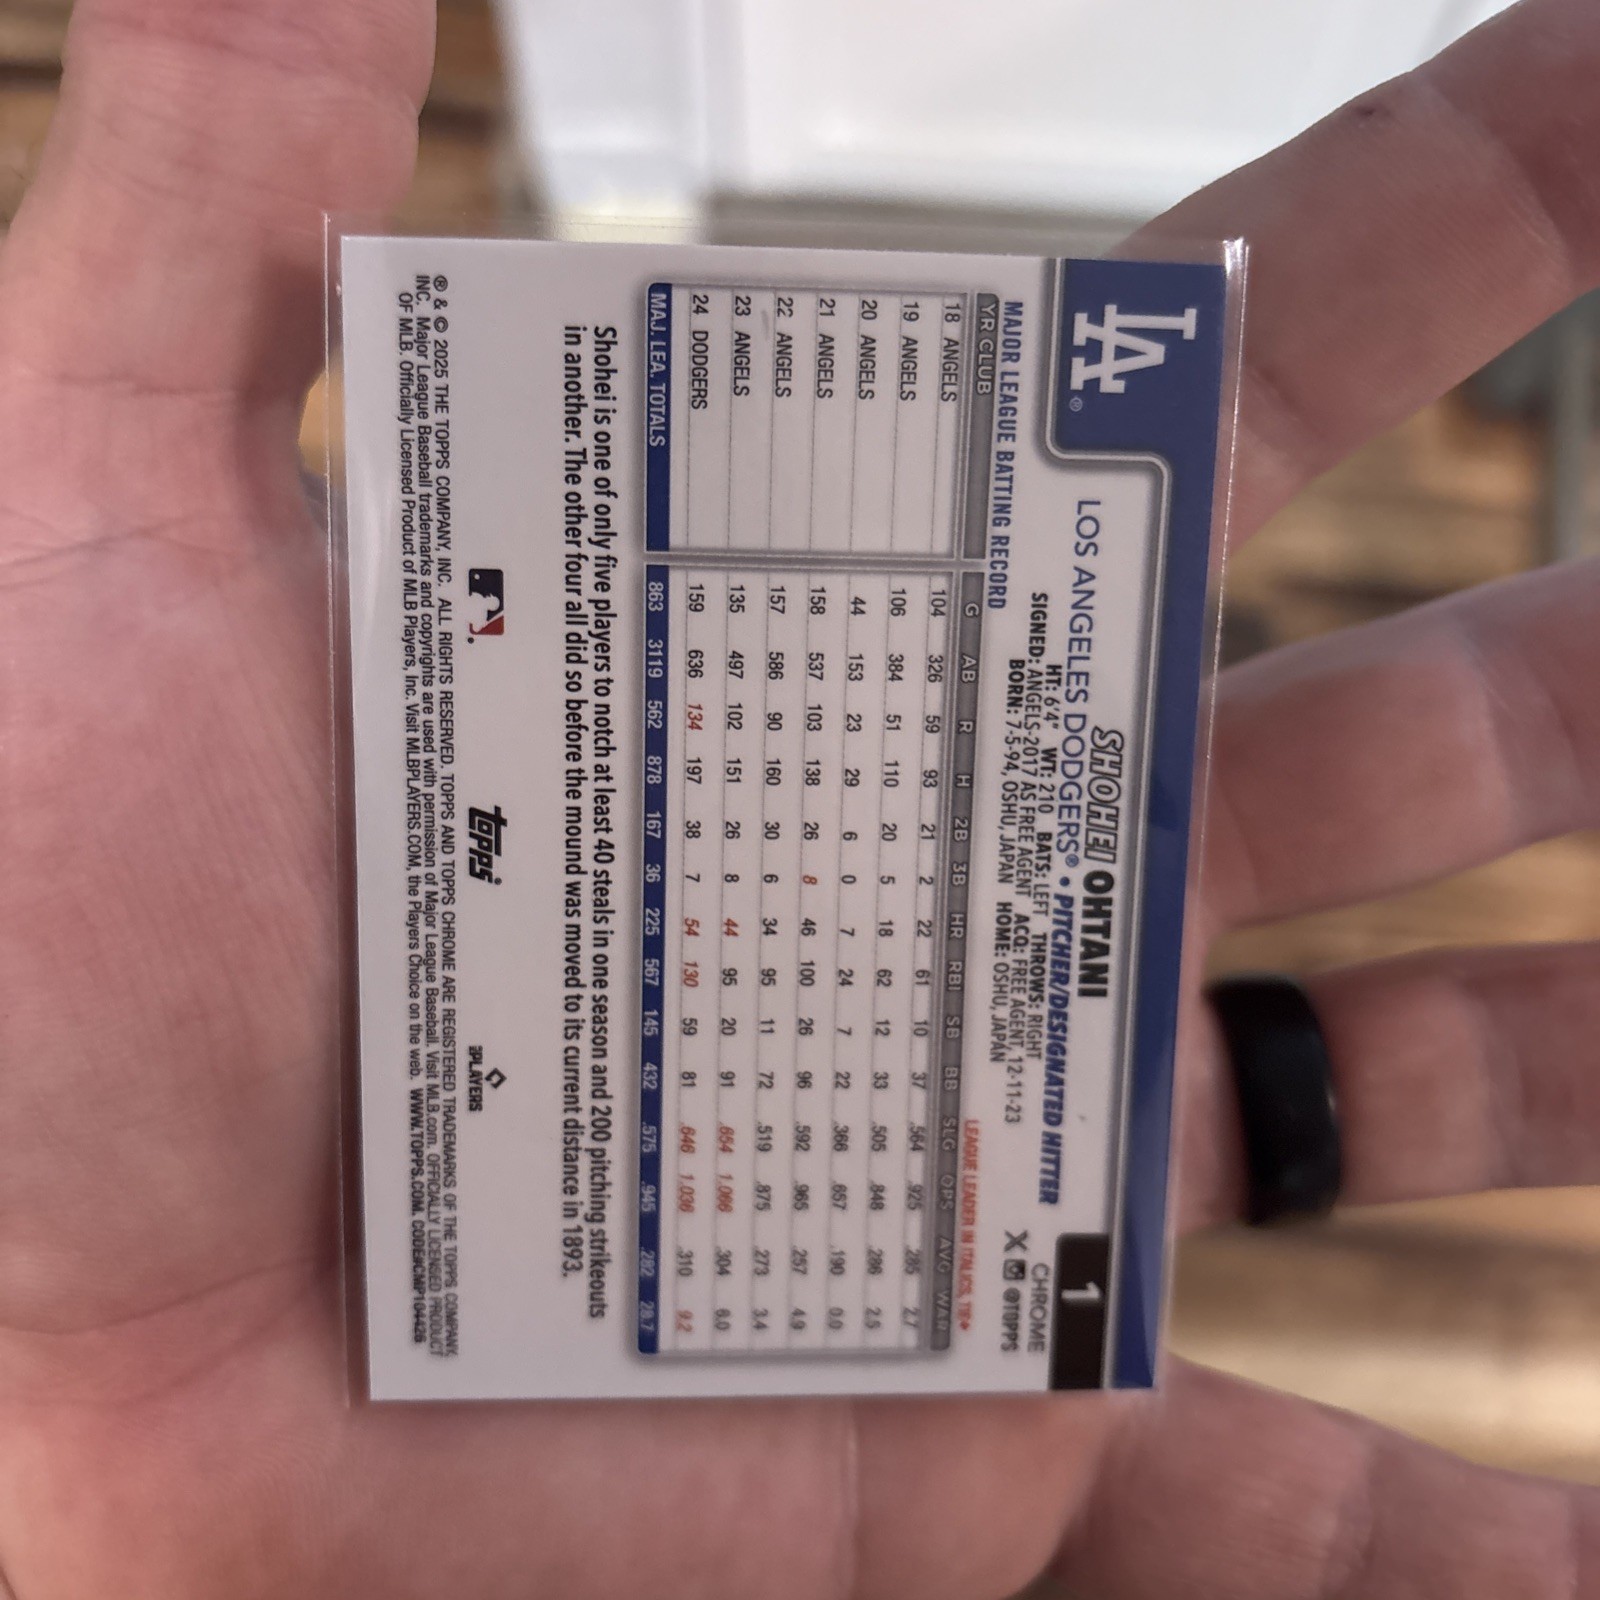 LA®
SHOHEI OHTANI
LOS ANGELES DODGERS® • PITCHER/DESIGNATED HITTER
1
CHROME
HT: 6'4" WT: 210 BATS: LEFT THROWS: RIGHT
SIGNED: ANGELS-2017 AS FREE AGENT ACQ: FREE AGENT, 12-11-23
BORN: 7-5-94, OSHU, JAPAN HOME: OSHU, JAPAN
X @TOPPS
MAJOR LEAGUE BATTING RECORD
LEAGUE LEADER IN ITALICS, TIE♦
YR CLUB G AB R H 2B 3B HR RBI SB BB SLG OPS AVG WAR
18 ANGELS 104 326 59 93 21 2 22 61 10 37 .564 .925 .285 2.7
19 ANGELS 106 384 51 110 20 5 18 62 12 33 .505 .848 .286 2.5
20 ANGELS 44 153 23 29 6 0 7 24 7 22 .366 .657 .190 0.0
21 ANGELS 158 537 103 138 26 8 46 100 26 96 .592 .965 .257 4.9
22 ANGELS 157 586 90 160 30 6 34 95 11 72 .519 .875 .273 3.4
23 ANGELS 135 497 102 151 26 8 44 95 20 91 .654 1.066 .304 6.0
24 DODGERS 159 636 134 197 38 7 54 130 59 81 .646 1.036 .310 9.2
MAJ. LEA. TOTALS 863 3119 562 878 167 36 225 567 145 432 .575 .945 .282 28.7
Shohei is one of only five players to notch at least 40 steals in one season and 200 pitching strikeouts
in another. The other four all did so before the mound was moved to its current distance in 1893.
topps®
PLAYERS
® & © 2025 THE TOPPS COMPANY, INC. ALL RIGHTS RESERVED. TOPPS AND TOPPS CHROME ARE REGISTERED TRADEMARKS OF THE TOPPS COMPANY,
INC. Major League Baseball trademarks and copyrights are used with permission of Major League Baseball. Visit MLB.com. OFFICIALLY LICENSED PRODUCT
OF MLB. Officially Licensed Product of MLB Players, Inc. Visit MLBPLAYERS.COM, the Players Choice on the web. WWW.TOPPS.COM. CODE#CMP104426